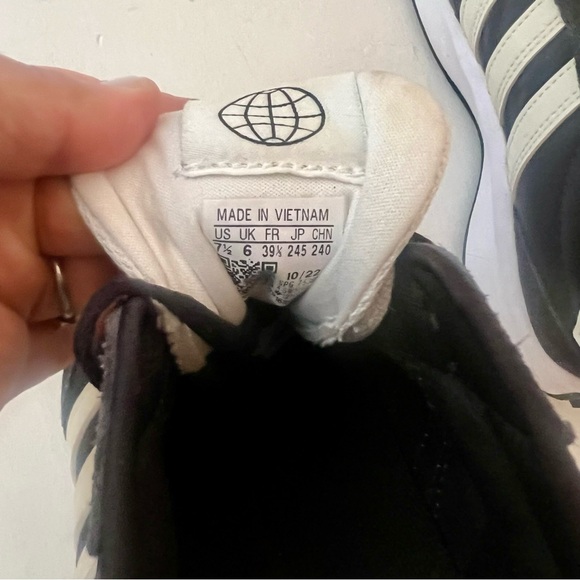 MADE IN VIETNAM
US UK FR JP CHN
7½ 6 39⅓ 245 240
10/22